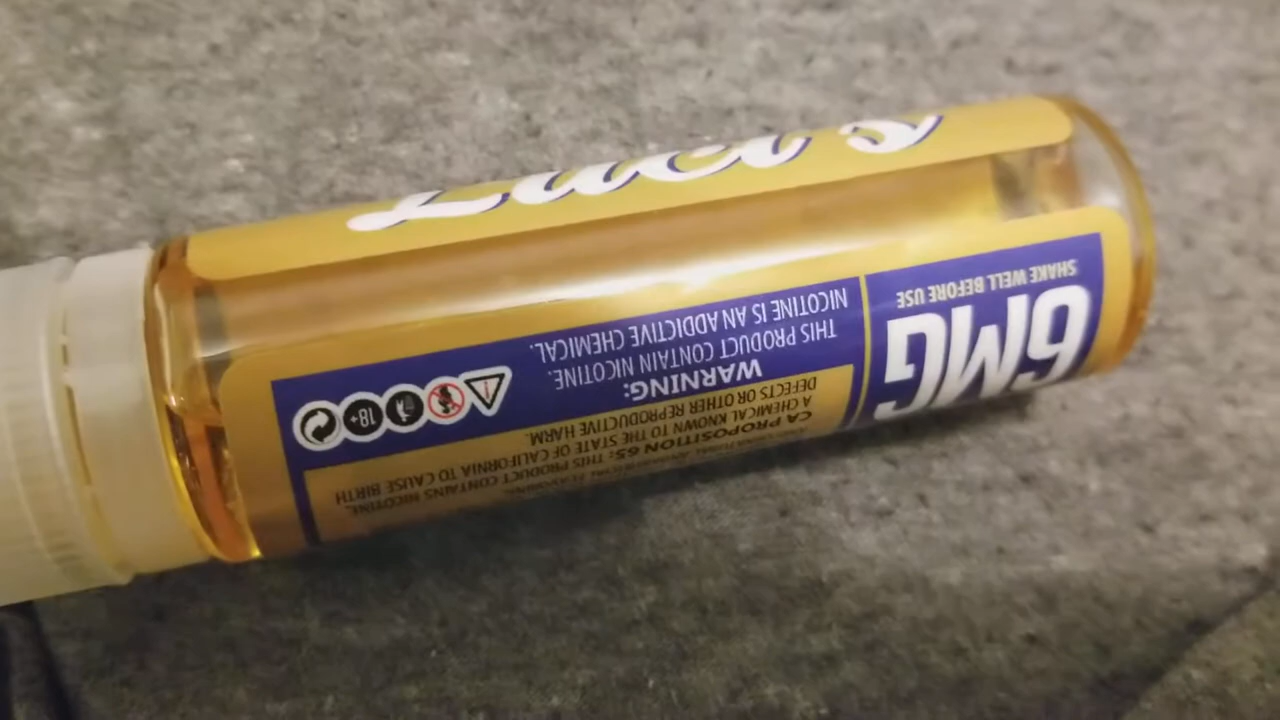 6MG
SHAKE WELL BEFORE USE
CA PROPOSITION 65: THIS PRODUCT CONTAINS NICOTINE,
A CHEMICAL KNOWN TO THE STATE OF CALIFORNIA TO CAUSE BIRTH
DEFECTS OR OTHER REPRODUCTIVE HARM.
WARNING:
THIS PRODUCT CONTAIN NICOTINE.
NICOTINE IS AN ADDICTIVE CHEMICAL.
18+